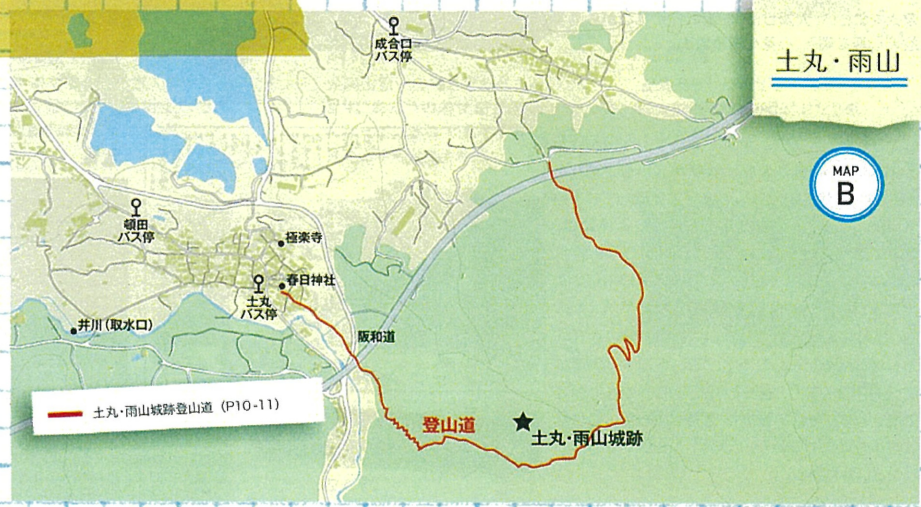 成合口
バス停
土丸・雨山
MAP
B
頓田
バス停
極楽寺
春日神社
土丸
バス停
井川(取水口)
阪和道
土丸・雨山城跡登山道(P10-11)
登山道
土丸・雨山城跡